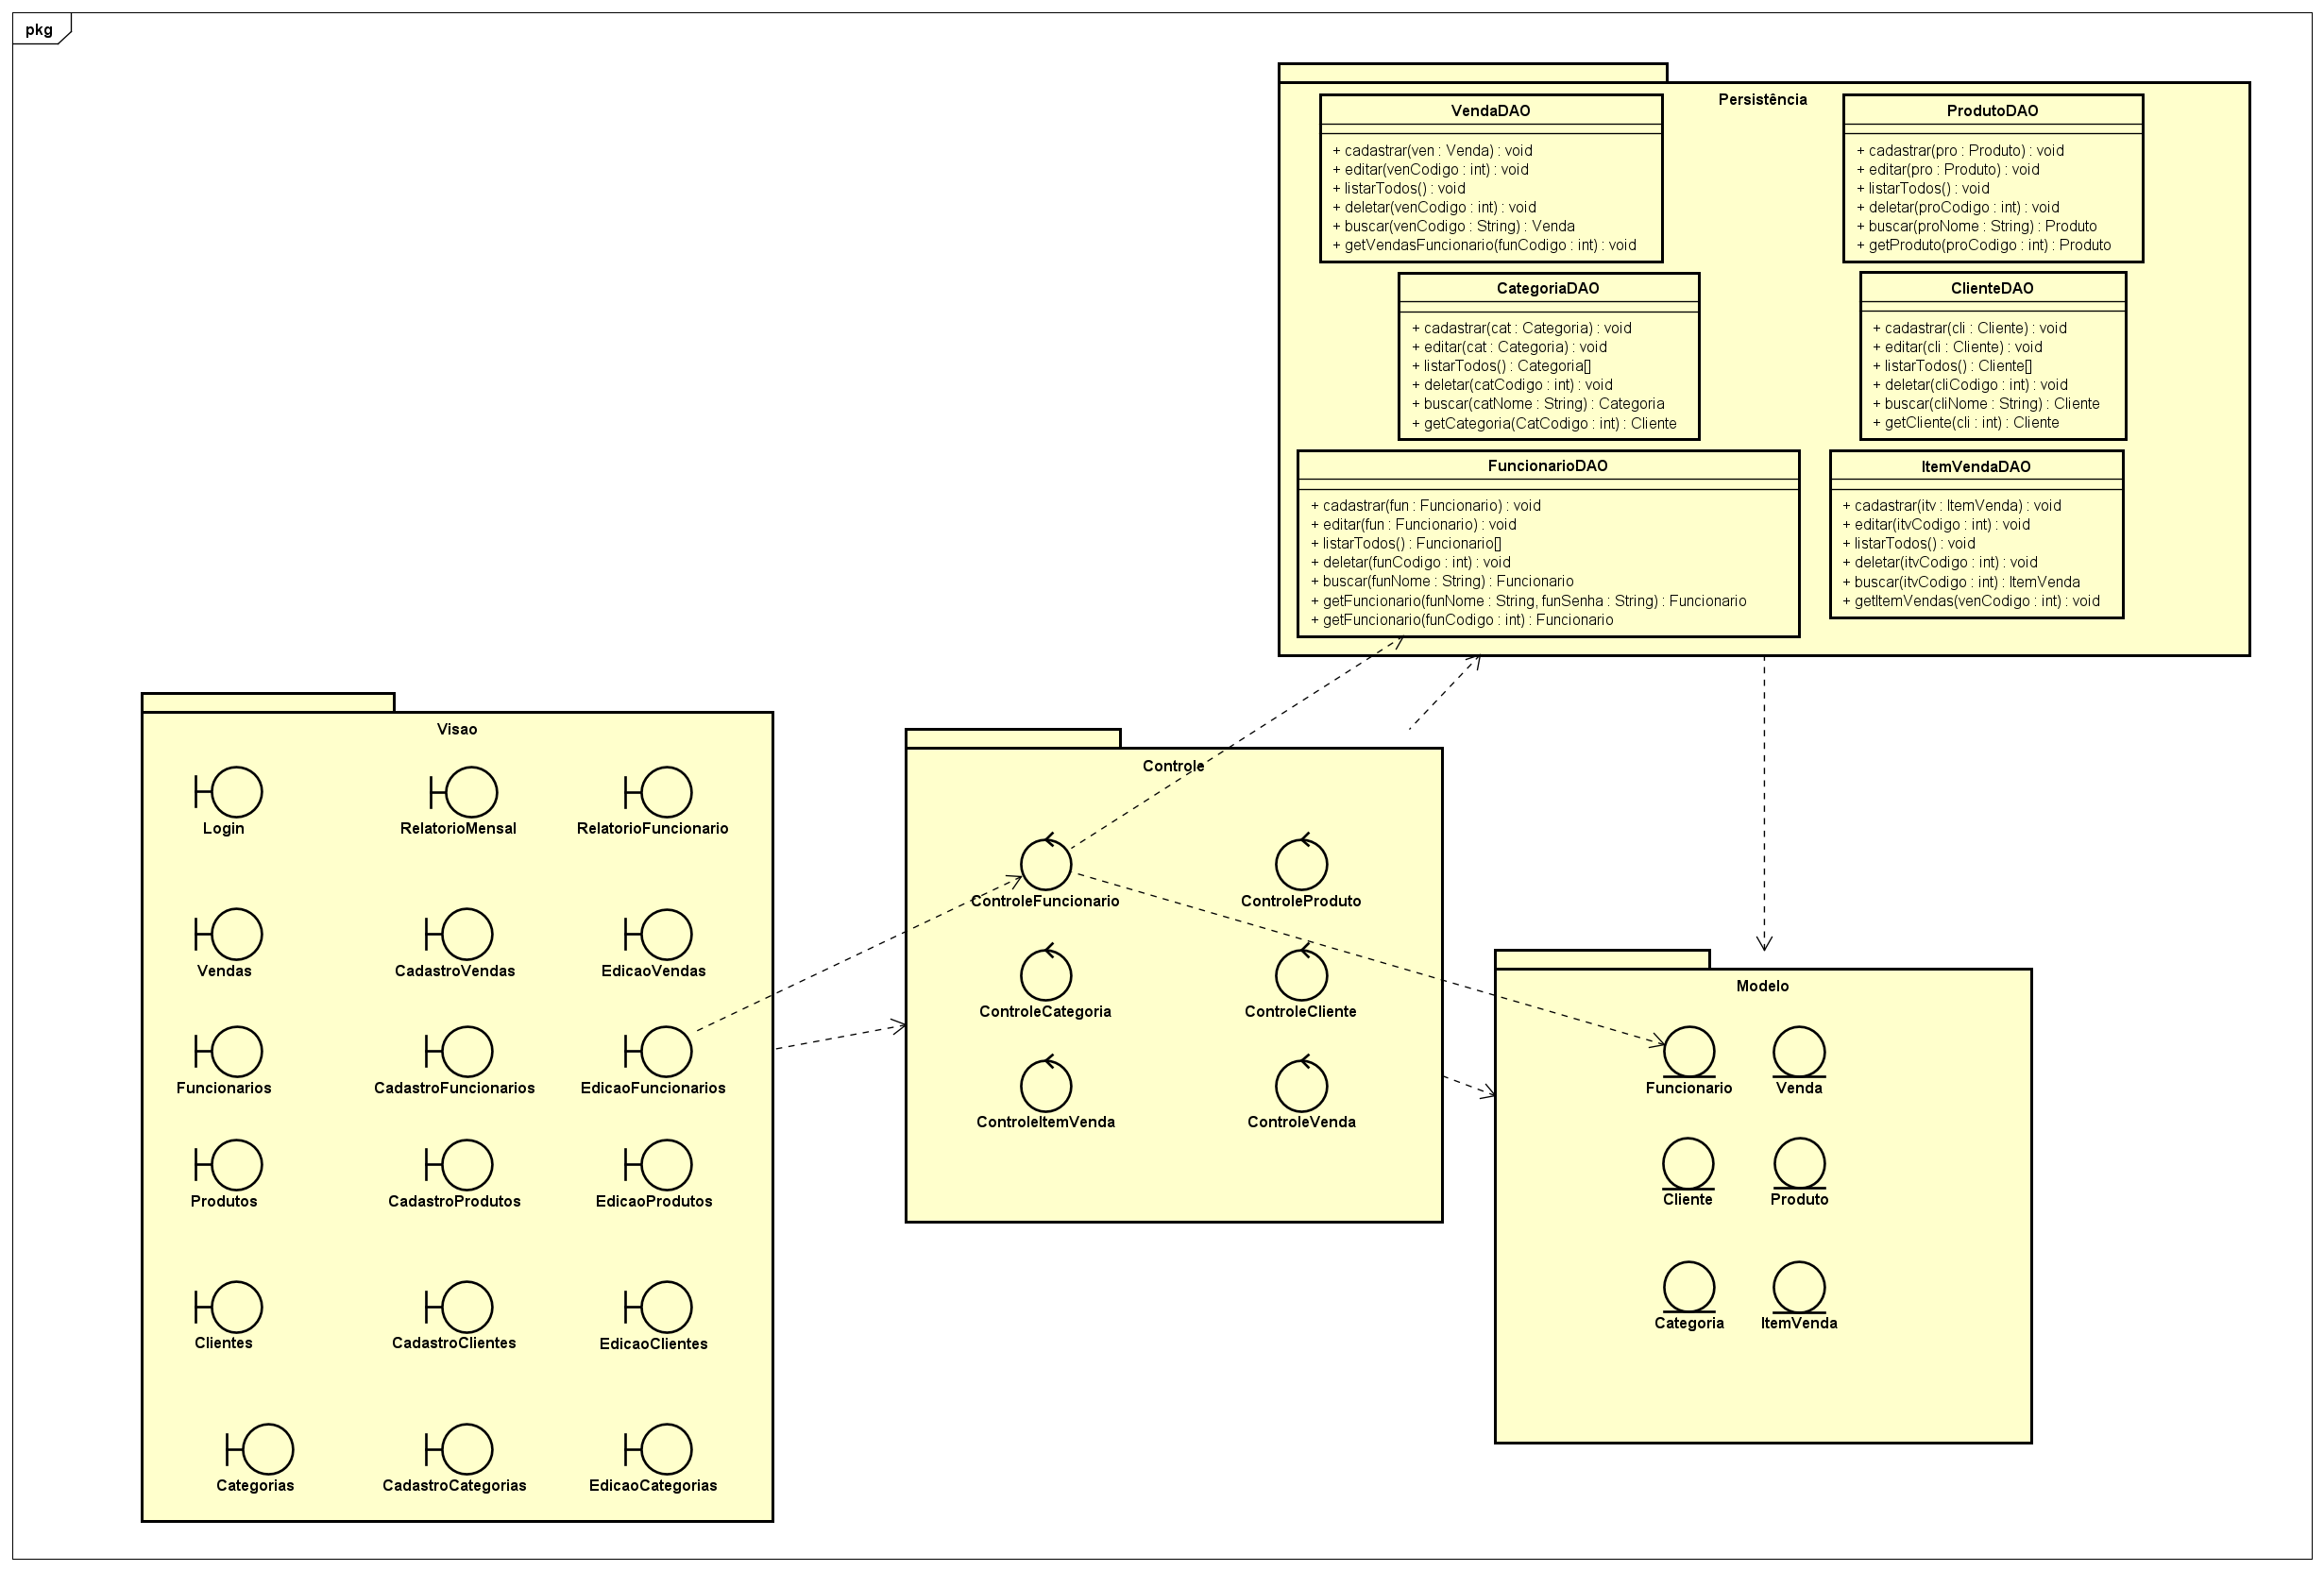 pkg
Persistência
VendaDAO
+ cadastrar(ven : Venda) : void
+ editar(venCodigo : int) : void
+ listarTodos() : void
+ deletar(venCodigo : int) : void
+ buscar(venCodigo : String) : Venda
+ getVendasFuncionario(funCodigo : int) : void
ProdutoDAO
+ cadastrar(pro : Produto) : void
+ editar(pro : Produto) : void
+ listarTodos() : void
+ deletar(proCodigo : int) : void
+ buscar(proNome : String) : Produto
+ getProduto(proCodigo : int) : Produto
CategoriaDAO
+ cadastrar(cat : Categoria) : void
+ editar(cat : Categoria) : void
+ listarTodos() : Categoria[]
+ deletar(catCodigo : int) : void
+ buscar(catNome : String) : Categoria
+ getCategoria(CatCodigo : int) : Cliente
ClienteDAO
+ cadastrar(cli : Cliente) : void
+ editar(cli : Cliente) : void
+ listarTodos() : Cliente[]
+ deletar(cliCodigo : int) : void
+ buscar(cliNome : String) : Cliente
+ getCliente(cli : int) : Cliente
FuncionarioDAO
+ cadastrar(fun : Funcionario) : void
+ editar(fun : Funcionario) : void
+ listarTodos() : Funcionario[]
+ deletar(funCodigo : int) : void
+ buscar(funNome : String) : Funcionario
+ getFuncionario(funNome : String, funSenha : String) : Funcionario
+ getFuncionario(funCodigo : int) : Funcionario
ItemVendaDAO
+ cadastrar(itv : ItemVenda) : void
+ editar(itvCodigo : int) : void
+ listarTodos() : void
+ deletar(itvCodigo : int) : void
+ buscar(itvCodigo : int) : ItemVenda
+ getItemVendas(venCodigo : int) : void
Visao
Login
RelatorioMensal
RelatorioFuncionario
Vendas
CadastroVendas
EdicaoVendas
Funcionarios
CadastroFuncionarios
EdicaoFuncionarios
Produtos
CadastroProdutos
EdicaoProdutos
Clientes
CadastroClientes
EdicaoClientes
Categorias
CadastroCategorias
EdicaoCategorias
Controle
ControleFuncionario
ControleProduto
ControleCategoria
ControleCliente
ControleItemVenda
ControleVenda
Modelo
Funcionario
Venda
Cliente
Produto
Categoria
ItemVenda